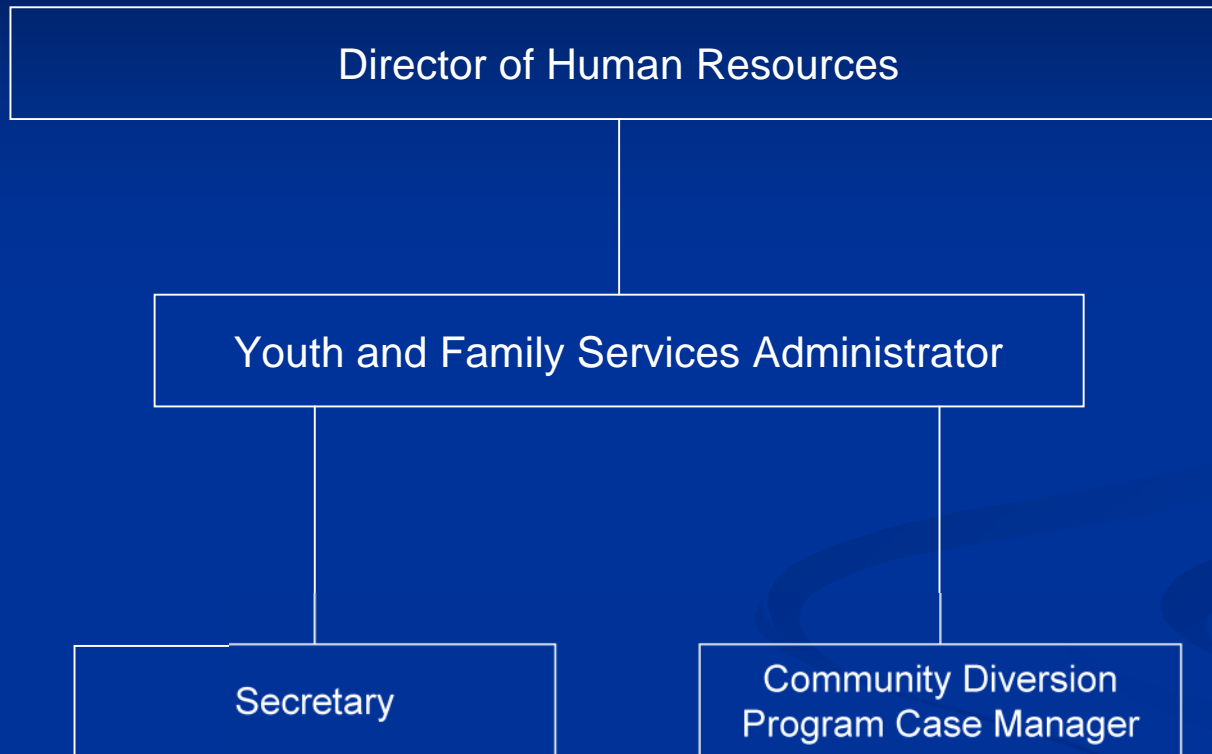 Director of Human Resources
Youth and Family Services Administrator
Secretary
Community Diversion
Program Case Manager